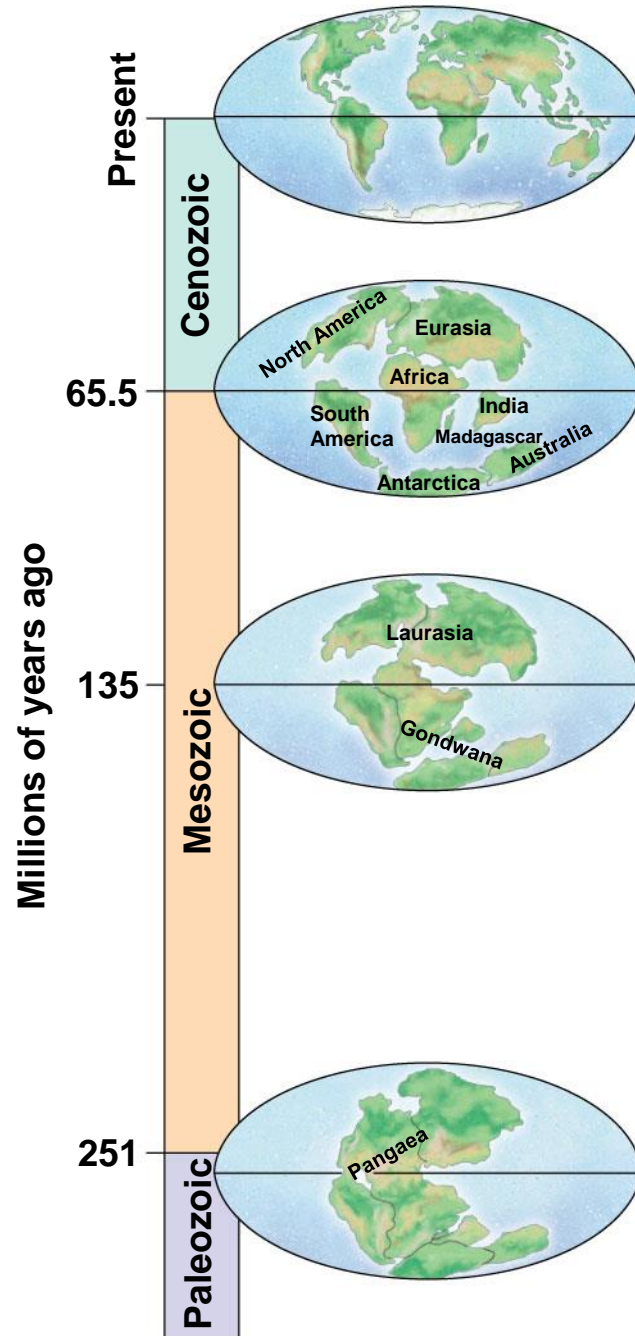 Present
Cenozoic
North America
Eurasia
Africa
65.5
South
America
India
Madagascar
Australia
Antarctica
Millions of years ago
Laurasia
135
Mesozoic
Gondwana
251
Pangaea
Paleozoic